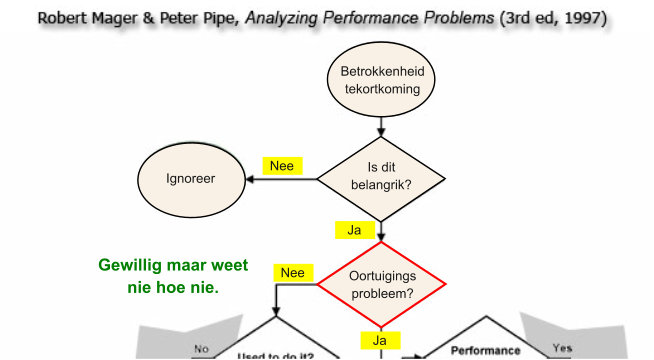 Robert Mager & Peter Pipe, Analyzing Performance Problems (3rd ed, 1997)
Betrokkenheid
tekortkoming
Nee
Is dit
belangrik?
Ignoreer
Ja
Gewillig maar weet
nie hoe nie.
Nee
Oortuigings
probleem?
Ja
No
Used to do it?
Performance
Yes